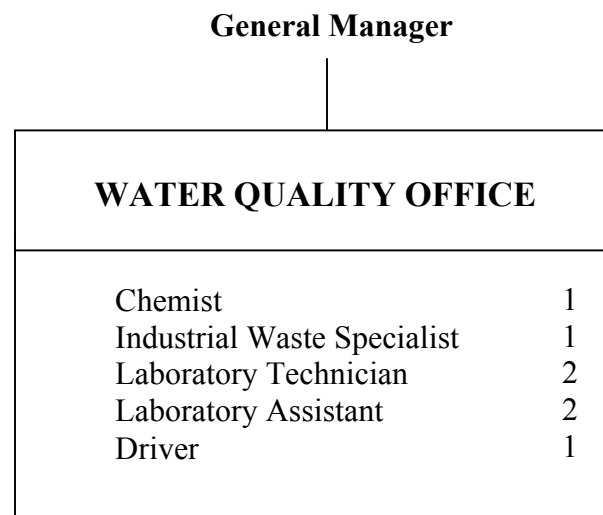 General Manager
WATER QUALITY OFFICE
Chemist 1
Industrial Waste Specialist 1
Laboratory Technician 2
Laboratory Assistant 2
Driver 1